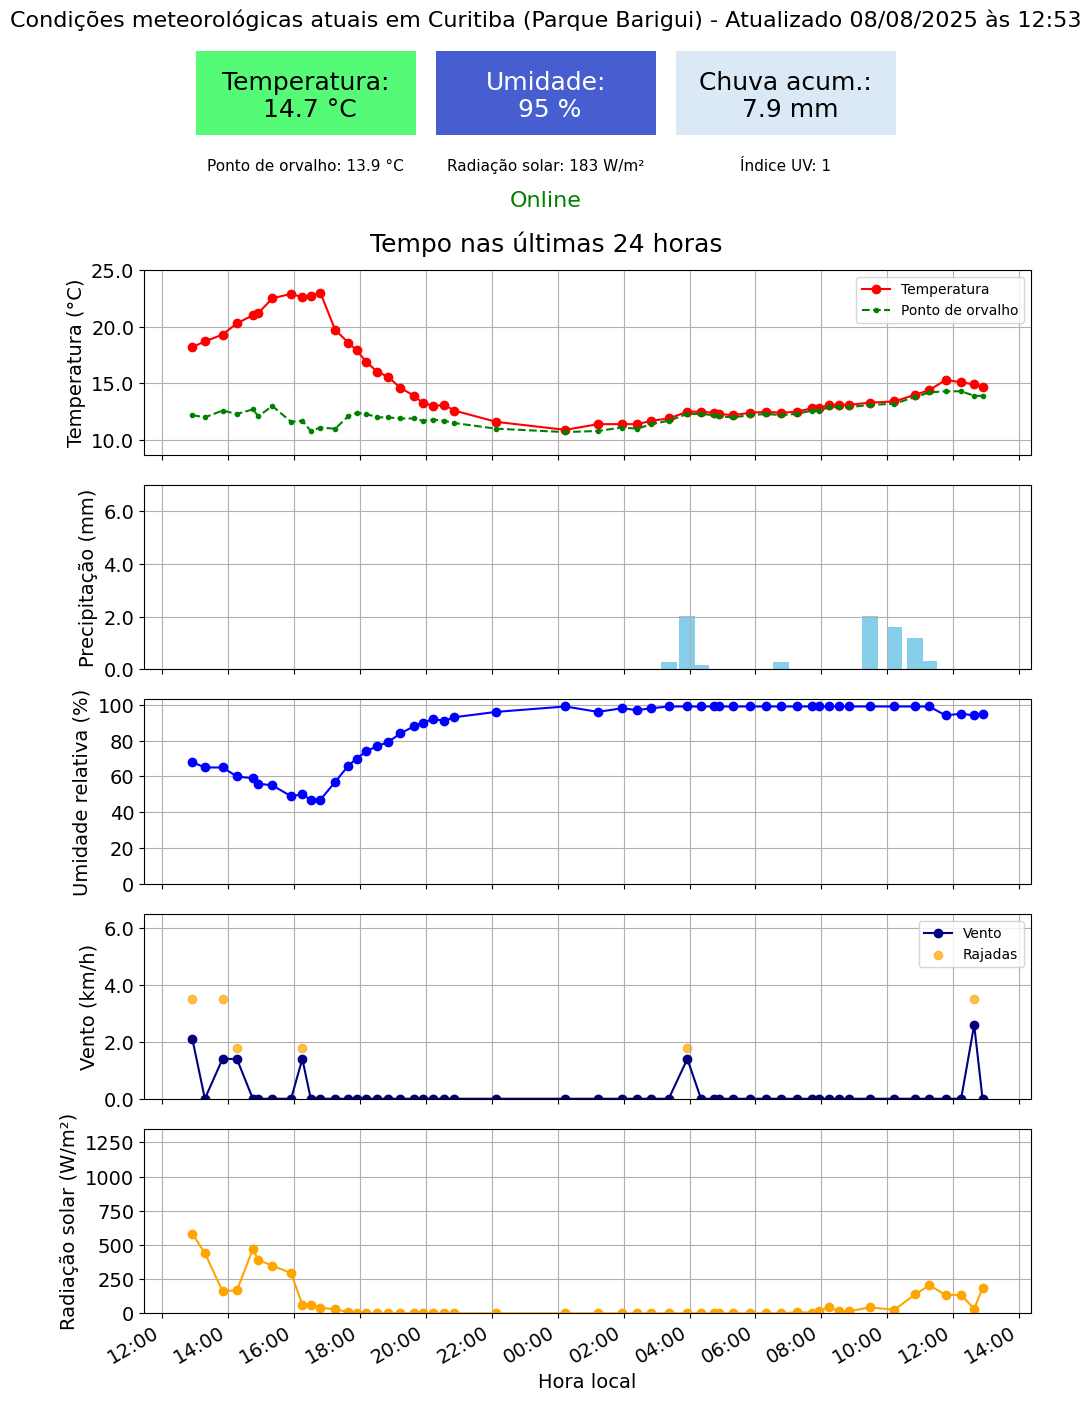 Condições meteorológicas atuais em Curitiba (Parque Barigui) - Atualizado 08/08/2025 às 12:53
Temperatura:
14.7 °C
Umidade:
95 %
Chuva acum.:
7.9 mm
Ponto de orvalho: 13.9 °C
Radiação solar: 183 W/m²
Índice UV: 1
Online
Tempo nas últimas 24 horas
Temperatura (°C)
25.0
20.0
15.0
10.0
Temperatura
Ponto de orvalho
Precipitação (mm)
6.0
4.0
2.0
0.0
Umidade relativa (%)
100
80
60
40
20
0
Vento (km/h)
6.0
4.0
2.0
0.0
Vento
Rajadas
Radiação solar (W/m²)
1250
1000
750
500
250
0
12:00
14:00
16:00
18:00
20:00
22:00
00:00
02:00
04:00
06:00
08:00
10:00
12:00
14:00
Hora local